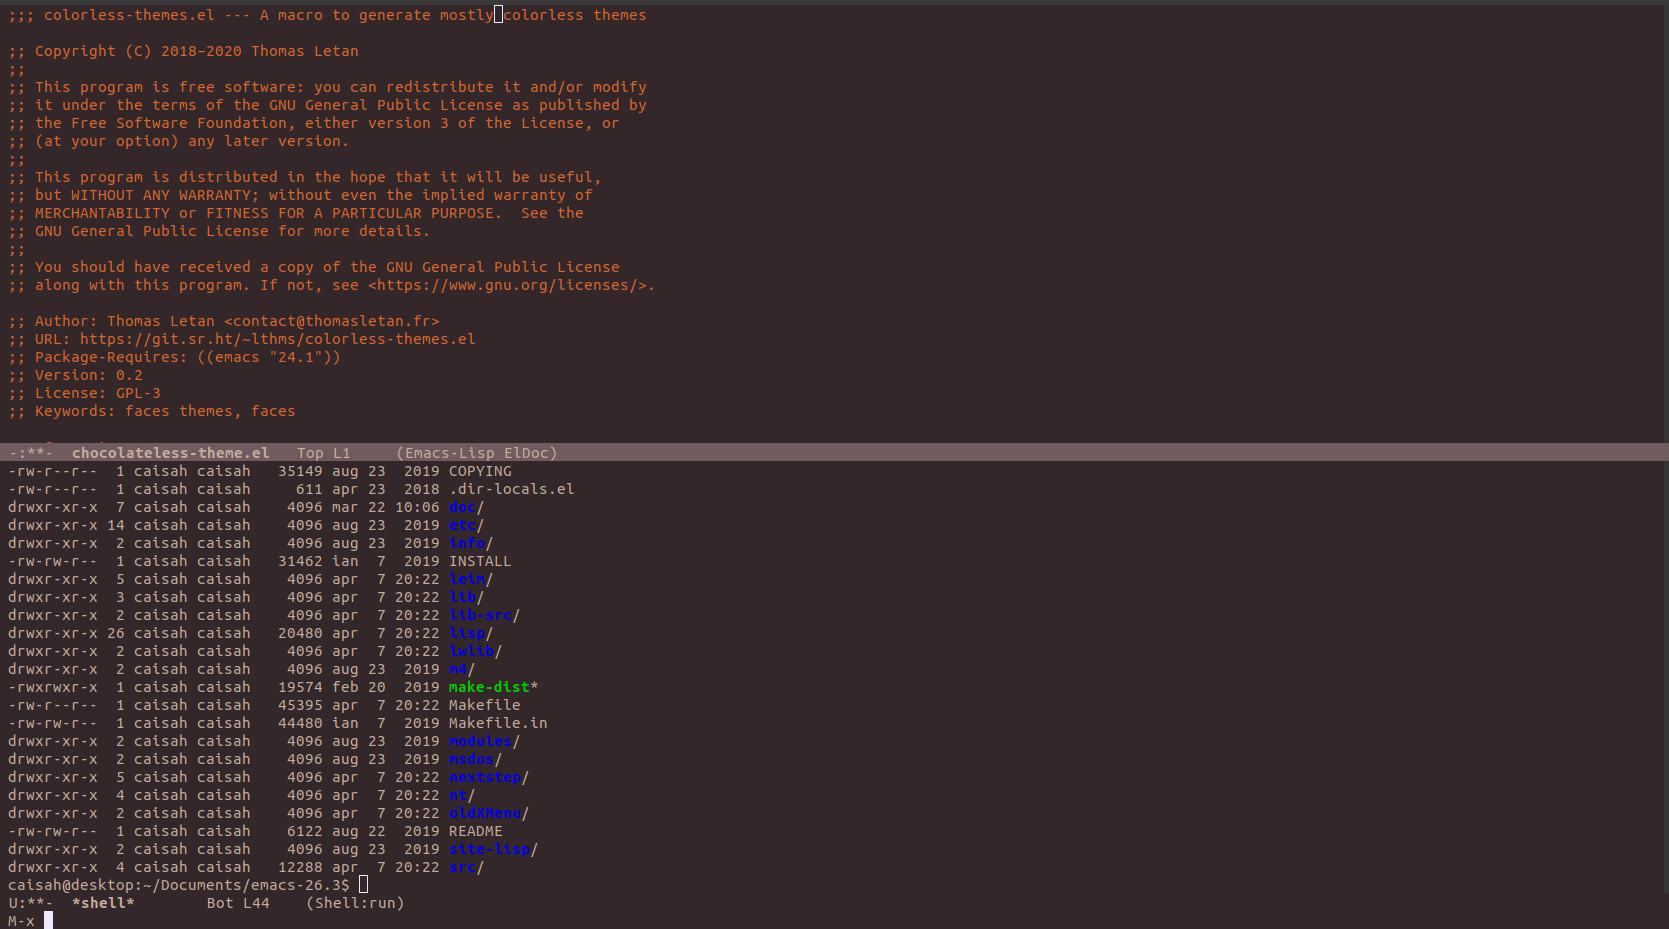 ;;; colorless-themes.el --- A macro to generate mostly colorless themes
;; Copyright (C) 2018-2020 Thomas Letan
;;
;; This program is free software: you can redistribute it and/or modify
;; it under the terms of the GNU General Public License as published by
;; the Free Software Foundation, either version 3 of the License, or
;; (at your option) any later version.
;;
;; This program is distributed in the hope that it will be useful,
;; but WITHOUT ANY WARRANTY; without even the implied warranty of
;; MERCHANTABILITY or FITNESS FOR A PARTICULAR PURPOSE.  See the
;; GNU General Public License for more details.
;;
;; You should have received a copy of the GNU General Public License
;; along with this program. If not, see <https://www.gnu.org/licenses/>.
;; Author: Thomas Letan <contact@thomasletan.fr>
;; URL: https://git.sr.ht/~lthms/colorless-themes.el
;; Package-Requires: ((emacs "24.1"))
;; Version: 0.2
;; License: GPL-3
;; Keywords: faces themes, faces
-:**-  chocolateless-theme.el   Top L1     (Emacs-Lisp ElDoc)
-rw-r--r--  1 caisah caisah   35149 aug 23  2019 COPYING
-rw-r--r--  1 caisah caisah     611 apr 23  2018 .dir-locals.el
drwxr-xr-x  7 caisah caisah    4096 mar 22 10:06 doc/
drwxr-xr-x 14 caisah caisah    4096 aug 23  2019 etc/
drwxr-xr-x  2 caisah caisah    4096 aug 23  2019 info/
-rw-rw-r--  1 caisah caisah   31462 ian  7  2019 INSTALL
drwxr-xr-x  5 caisah caisah    4096 apr  7 20:22 leim/
drwxr-xr-x  3 caisah caisah    4096 apr  7 20:22 lib/
drwxr-xr-x  2 caisah caisah    4096 apr  7 20:22 lib-src/
drwxr-xr-x 26 caisah caisah   20480 apr  7 20:22 lisp/
drwxr-xr-x  2 caisah caisah    4096 apr  7 20:22 lwlib/
drwxr-xr-x  2 caisah caisah    4096 aug 23  2019 m4/
-rwxrwxr-x  1 caisah caisah   19574 feb 20  2019 make-dist*
-rw-r--r--  1 caisah caisah   45395 apr  7 20:22 Makefile
-rw-rw-r--  1 caisah caisah   44480 ian  7  2019 Makefile.in
drwxr-xr-x  2 caisah caisah    4096 aug 23  2019 modules/
drwxr-xr-x  2 caisah caisah    4096 aug 23  2019 msdos/
drwxr-xr-x  5 caisah caisah    4096 apr  7 20:22 nextstep/
drwxr-xr-x  4 caisah caisah    4096 apr  7 20:22 nt/
drwxr-xr-x  2 caisah caisah    4096 apr  7 20:22 oldXMenu/
-rw-rw-r--  1 caisah caisah    6122 aug 22  2019 README
drwxr-xr-x  2 caisah caisah    4096 aug 23  2019 site-lisp/
drwxr-xr-x  4 caisah caisah   12288 apr  7 20:22 src/
caisah@desktop:~/Documents/emacs-26.3$
U:**-  *shell*        Bot L44    (Shell:run)
M-x